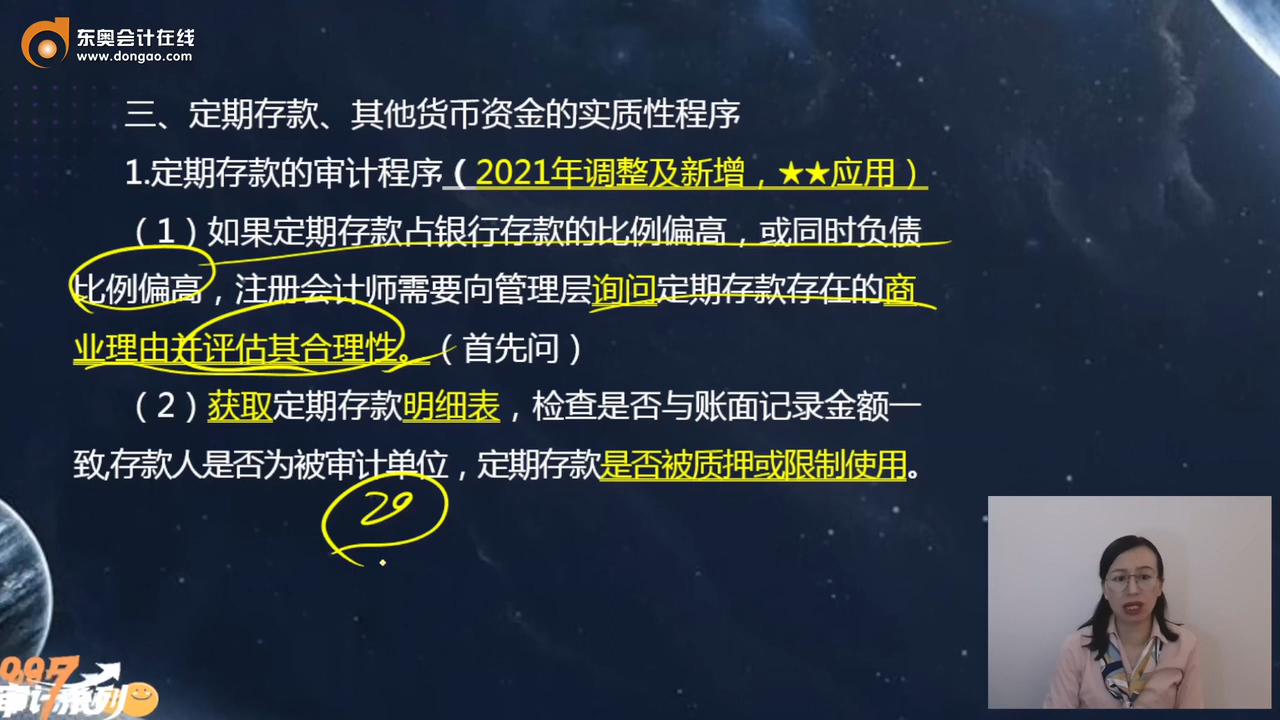 东奥会计在线
www.dongao.com
三、定期存款、其他货币资金的实质性程序
1.定期存款的审计程序（2021年调整及新增，★★应用）
（1）如果定期存款占银行存款的比例偏高，或同时负债
比例偏高，注册会计师需要向管理层询问定期存款存在的商
业理由并评估其合理性。（首先问）
（2）获取定期存款明细表，检查是否与账面记录金额一
致,存款人是否为被审计单位，定期存款是否被质押或限制使用。
审计系列